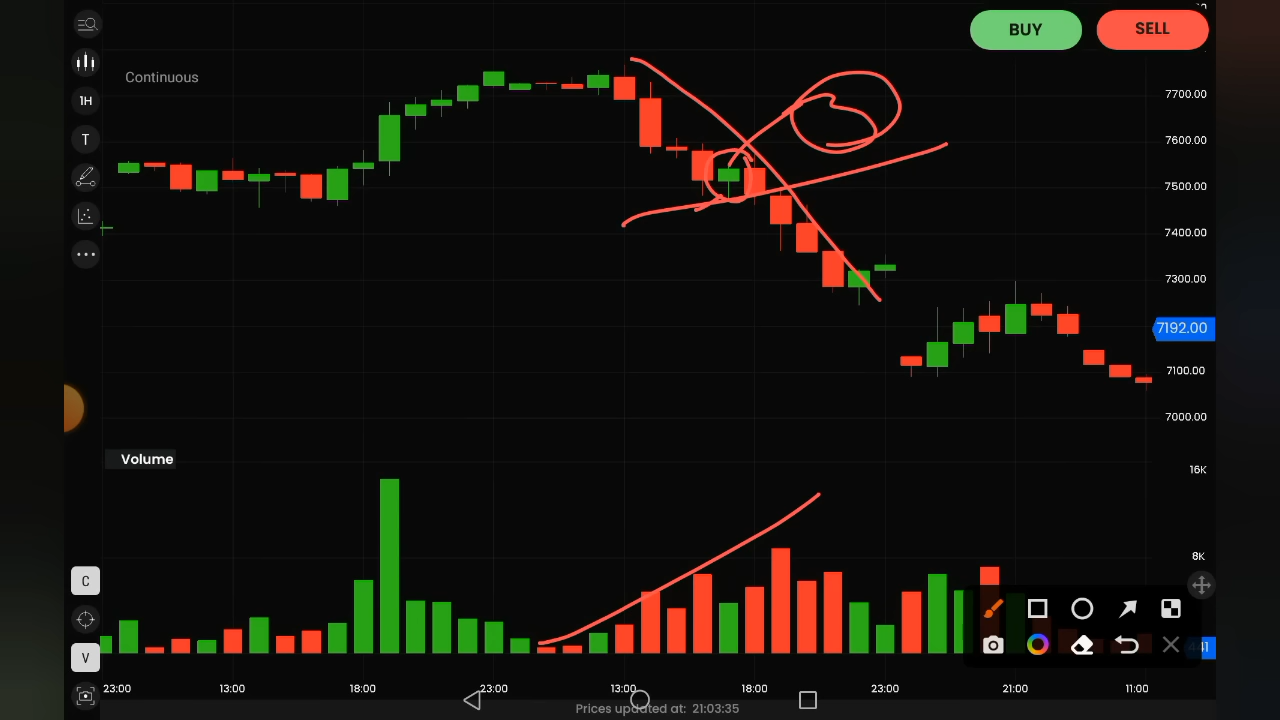 BUY
SELL
Continuous
1H
T
7700.00
7600.00
7500.00
7400.00
7300.00
7192.00
7100.00
7000.00
Volume
16K
8K
C
V
23:00 13:00 18:00 23:00 13:00 18:00 23:00 21:00 11:00
Prices updated at: 21:03:35